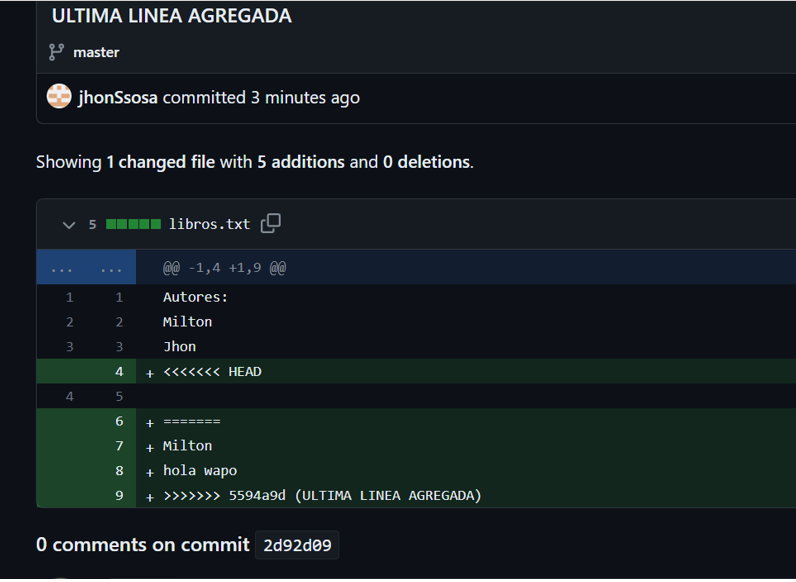 ULTIMA LINEA AGREGADA
master
jhonSsosa committed 3 minutes ago
Showing 1 changed file with 5 additions and 0 deletions.
5 libros.txt
... ... @@ -1,4 +1,9 @@
1 1 Autores:
2 2 Milton
3 3 Jhon
4 + <<<<<<< HEAD
4 5
6 + =======
7 + Milton
8 + hola wapo
9 + >>>>>>> 5594a9d (ULTIMA LINEA AGREGADA)
0 comments on commit 2d92d09